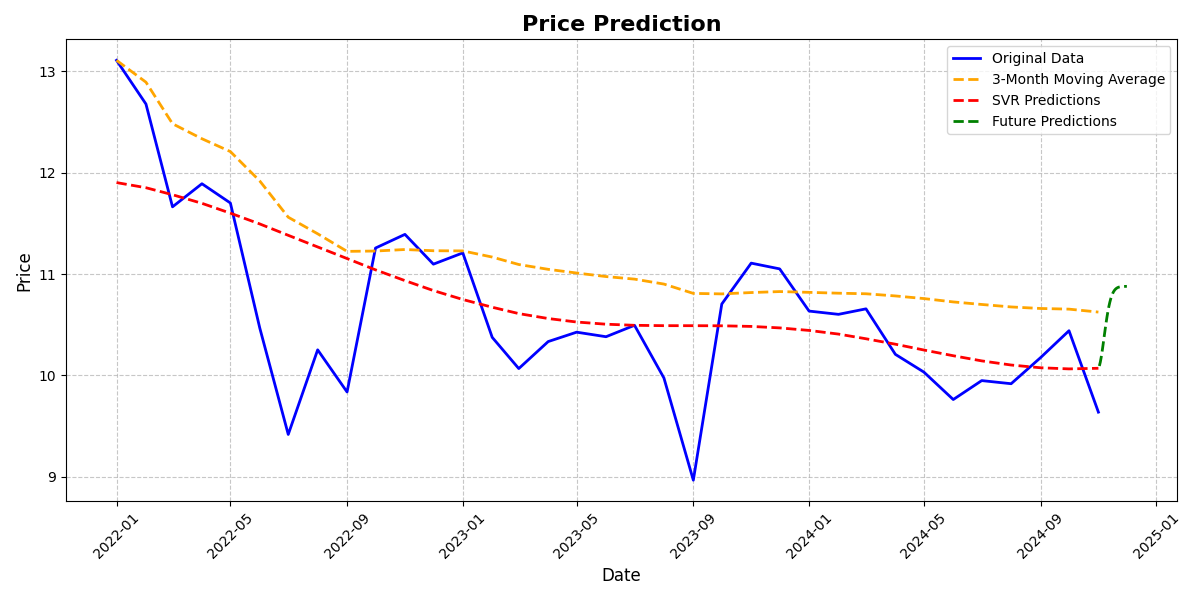 Price Prediction
Original Data
3-Month Moving Average
SVR Predictions
Future Predictions
Price
13
12
11
10
9
2022-01
2022-05
2022-09
2023-01
2023-05
2023-09
2024-01
2024-05
2024-09
2025-01
Date